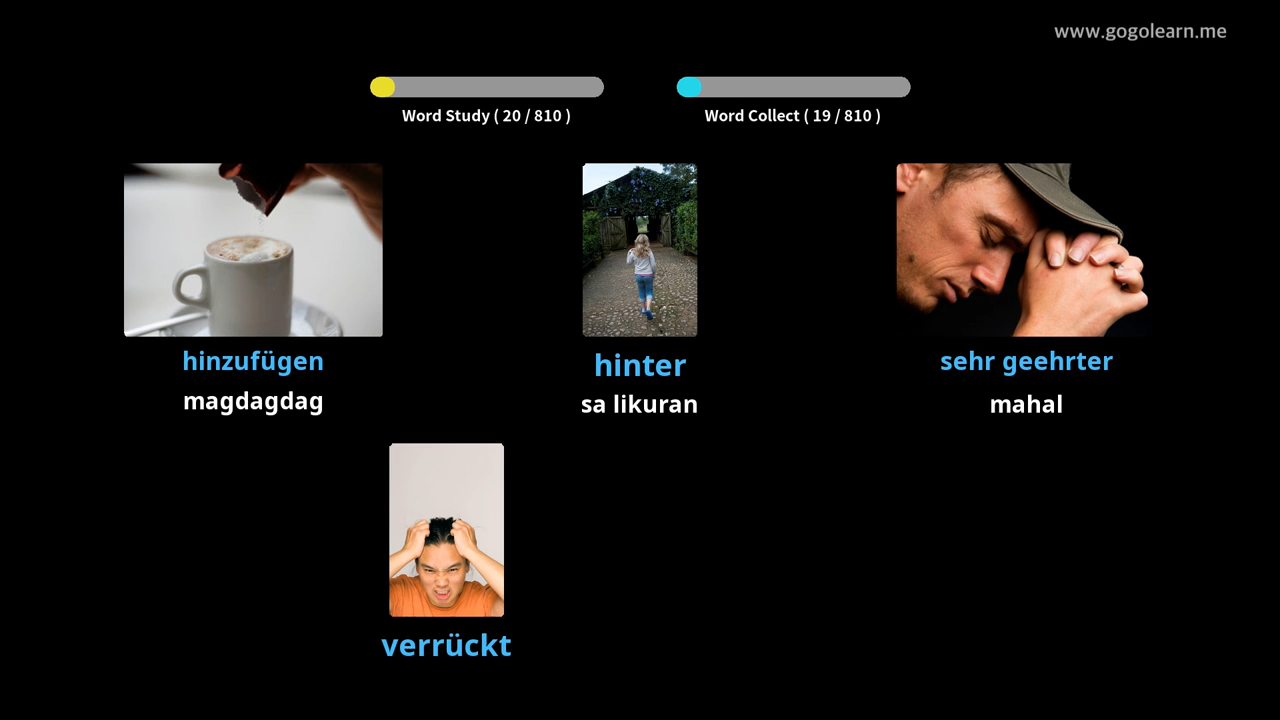 www.gogolearn.me
Word Study ( 20 / 810 )
Word Collect ( 19 / 810 )
hinzufügen
magdagdag
hinter
sa likuran
sehr geehrter
mahal
verrückt